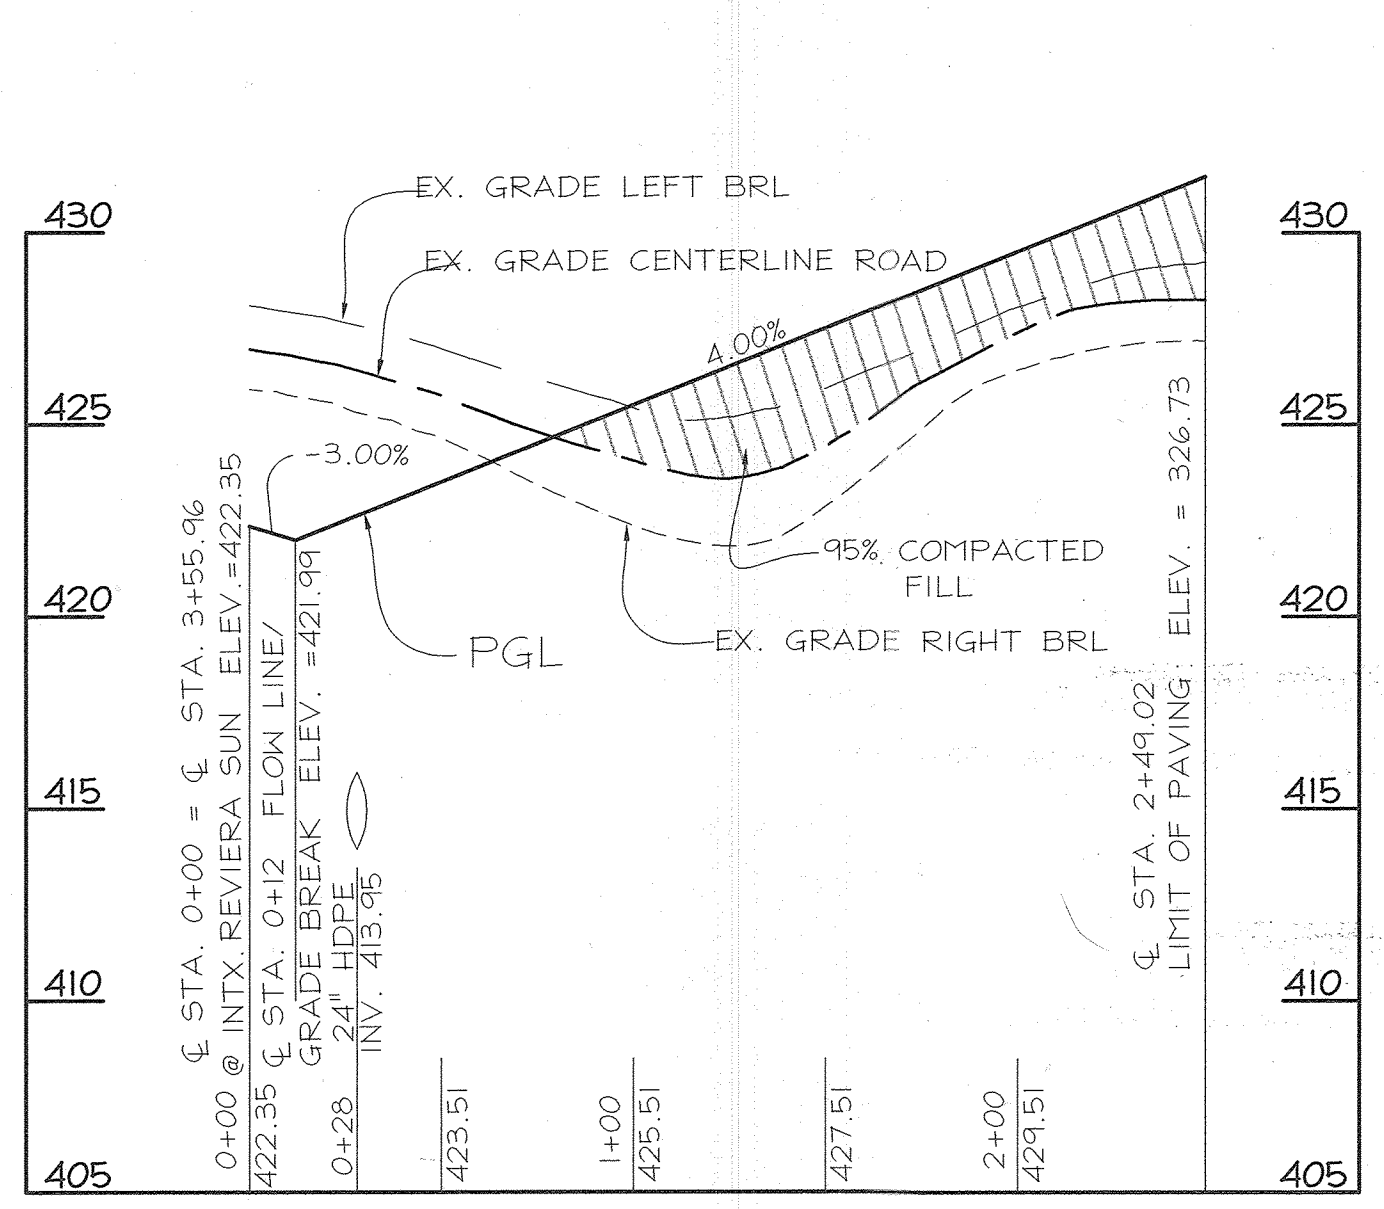 EX. GRADE LEFT BRL
430
430
EX. GRADE CENTERLINE ROAD
4.00%
425
425
-3.00%
95% COMPACTED
FILL
420
420
EX. GRADE RIGHT BRL
PGL
415
415
410
410
405
405
℄ STA. 0+00 = ℄ STA. 3+55.96
@ INTX. REVIERA SUN ELEV.=422.35
℄ STA. 0+12 FLOW LINE/
GRADE BREAK ELEV. =421.99
24" HDPE
INV. 413.95
℄ STA. 2+49.02
LIMIT OF PAVING: ELEV. = 326.73
0+00
422.35
0+28
423.51
1+00
425.51
427.51
2+00
429.51